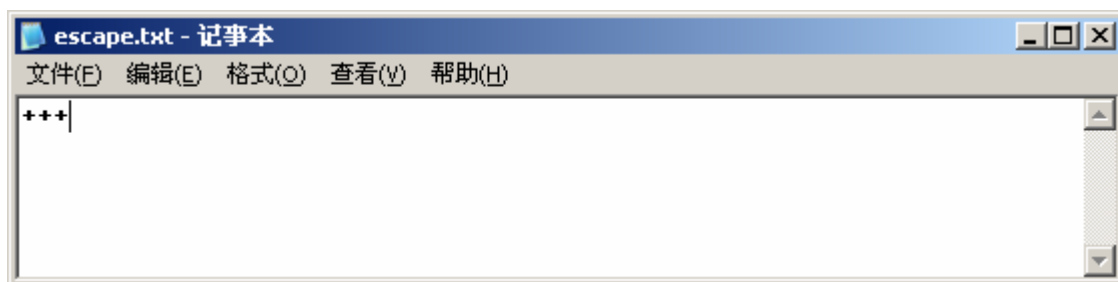 escape.txt - 记事本
文件(F) 编辑(E) 格式(O) 查看(V) 帮助(H)
+++